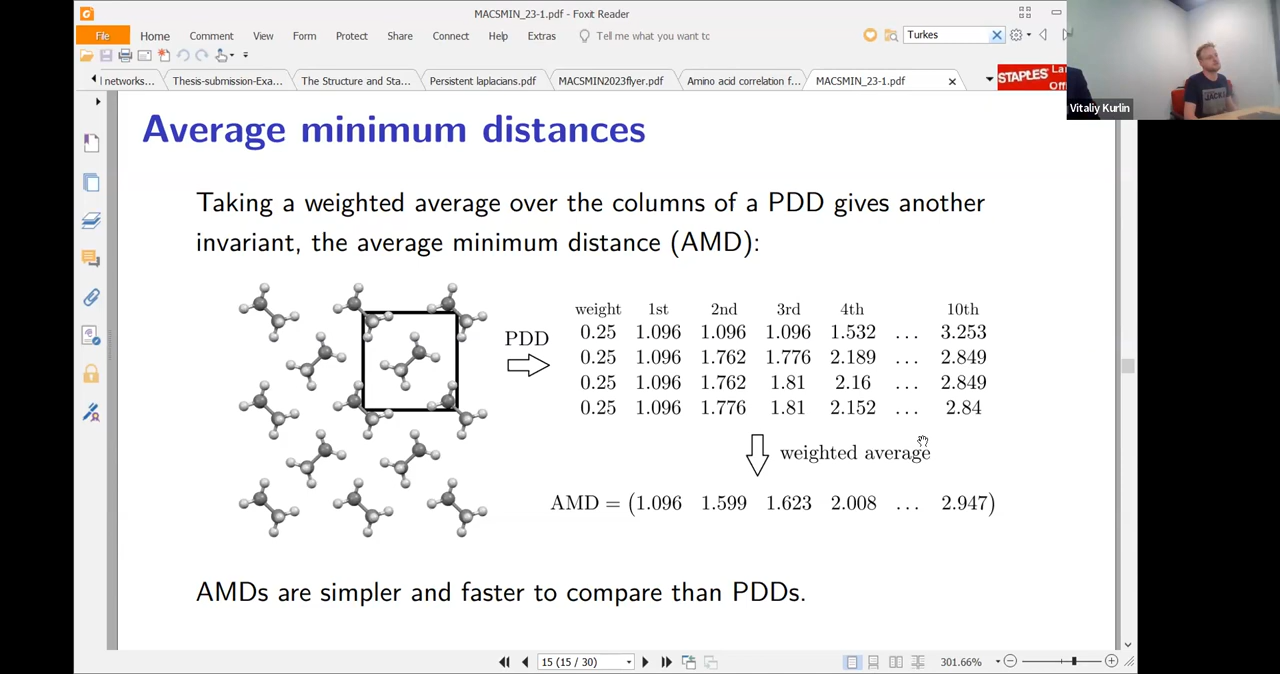 MACSMIN_23-1.pdf - Foxit Reader
File Home Comment View Form Protect Share Connect Help Extras Tell me what you want tc Turkes
l networks... Thesis-submission-Exa... The Structure and Sta... Persistent laplacians.pdf MACSMIN2023flyer.pdf Amino acid correlation f... MACSMIN_23-1.pdf STAPLES
Vitaliy Kurlin
Average minimum distances
Taking a weighted average over the columns of a PDD gives another
invariant, the average minimum distance (AMD):
weight 1st 2nd 3rd 4th 10th
PDD
0.25 1.096 1.096 1.096 1.532 ... 3.253
0.25 1.096 1.762 1.776 2.189 ... 2.849
0.25 1.096 1.762 1.81 2.16 ... 2.849
0.25 1.096 1.776 1.81 2.152 ... 2.84
weighted average
AMD = (1.096 1.599 1.623 2.008 ... 2.947)
AMDs are simpler and faster to compare than PDDs.
15 (15 / 30) 301.66%